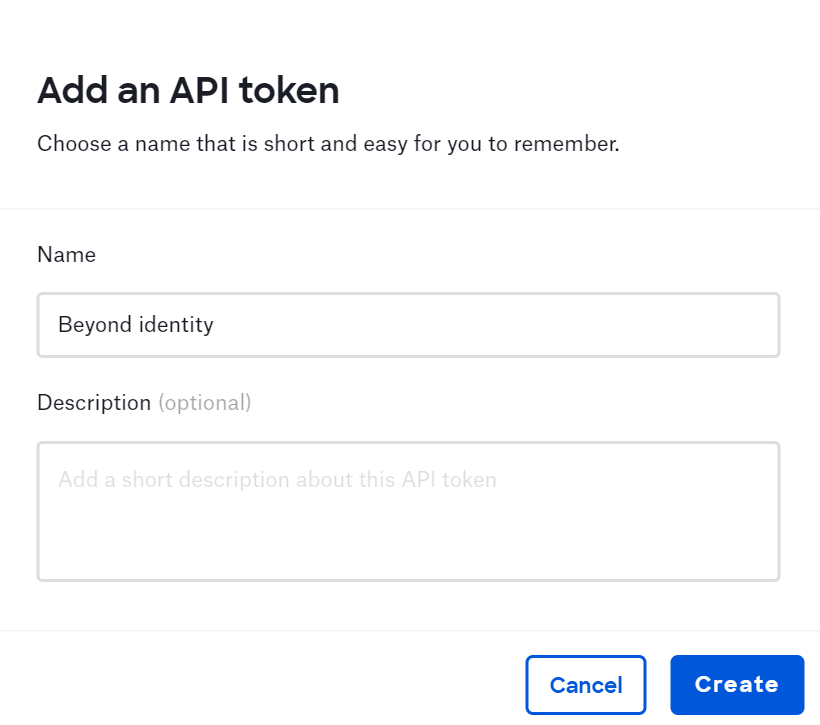 Add an API token
Choose a name that is short and easy for you to remember.
Name
Beyond identity
Description (optional)
Add a short description about this API token
Cancel
Create